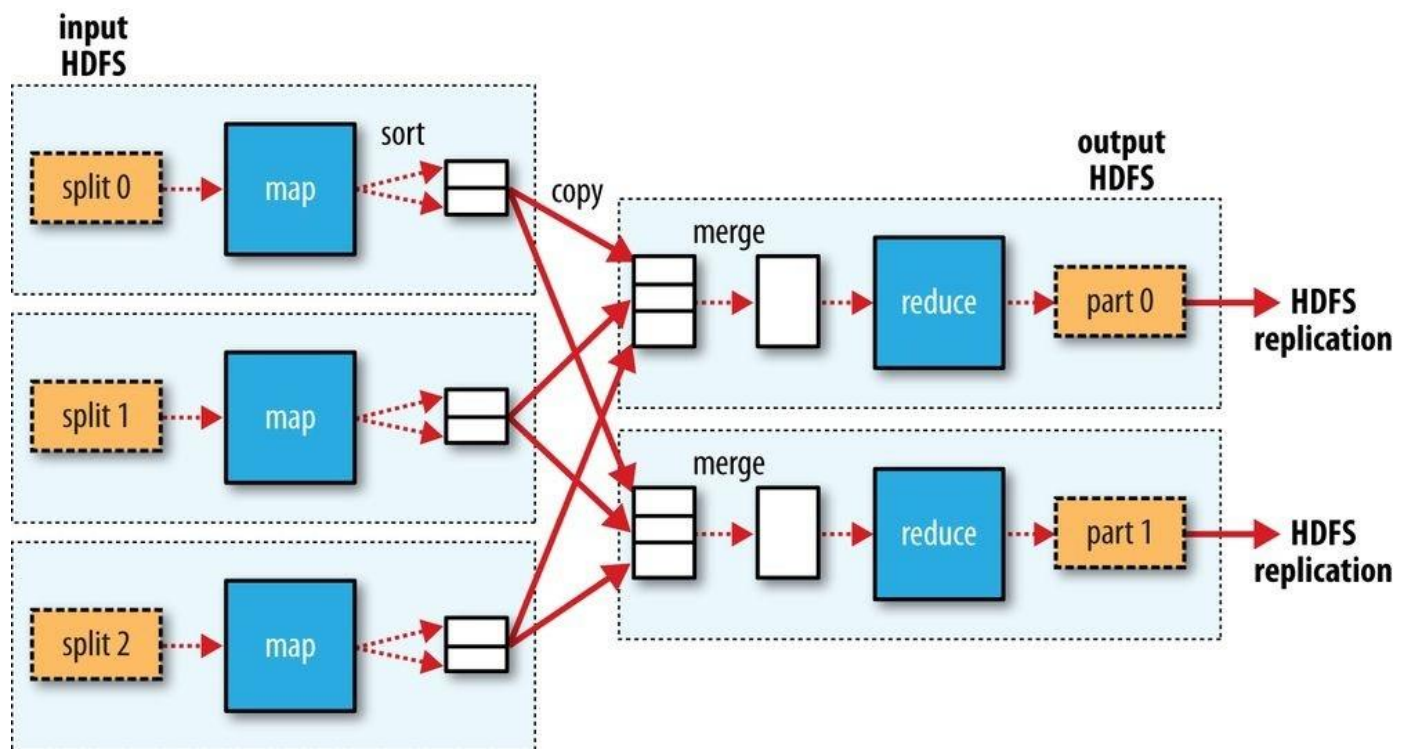 input
HDFS
split 0
map
sort
copy
split 1
map
split 2
map
output
HDFS
merge
reduce
part 0
HDFS
replication
merge
reduce
part 1
HDFS
replication